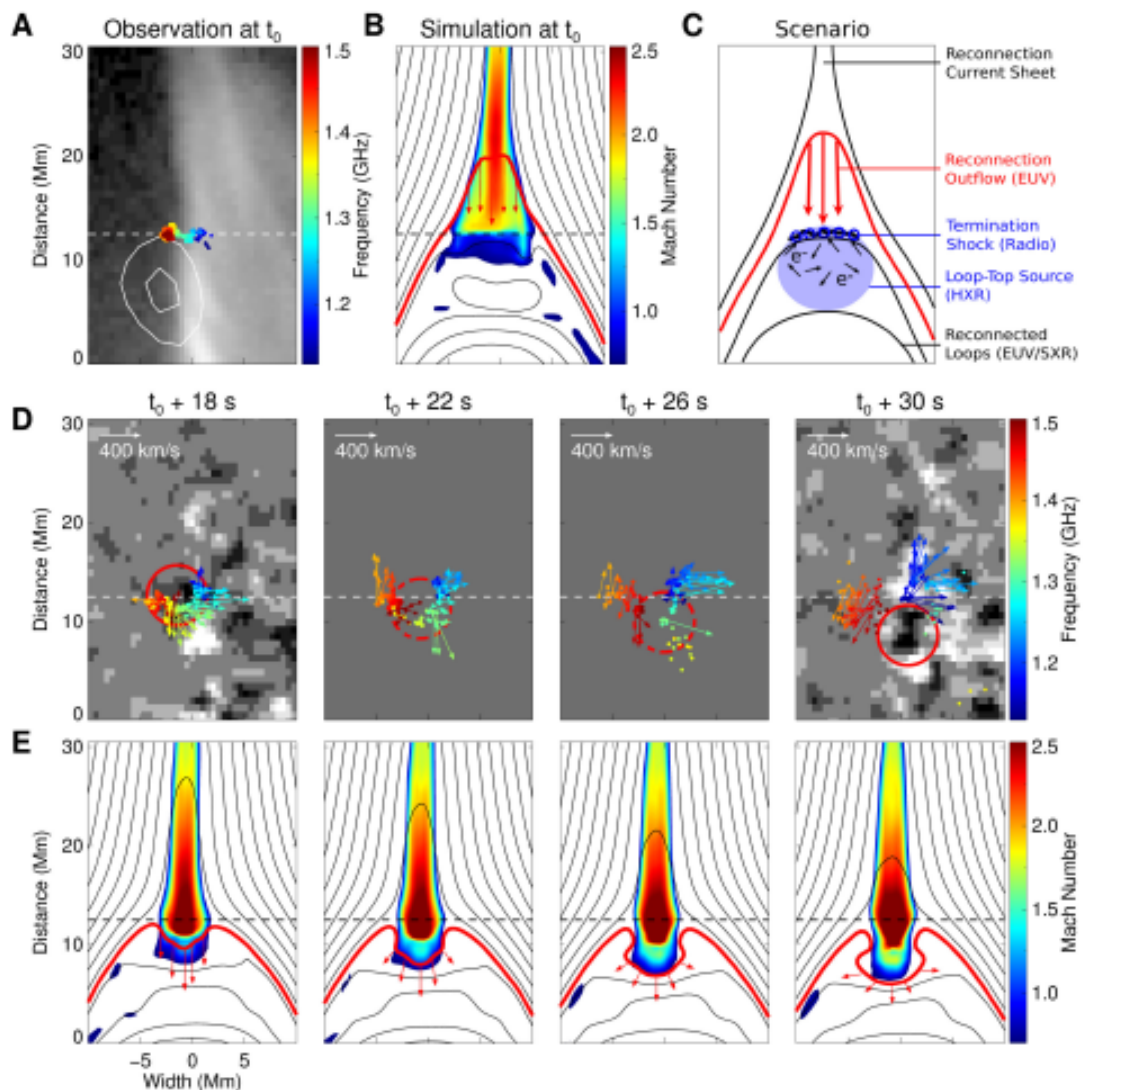 A Observation at t0
B Simulation at t0
C Scenario
30
20
10
0
Distance (Mm)
1.5
1.4
1.3
1.2
Frequency (GHz)
2.5
2.0
1.5
1.0
Mach Number
Reconnection
Current Sheet
Reconnection
Outflow (EUV)
Termination
Shock (Radio)
Loop-Top Source
(HXR)
Reconnected
Loops (EUV/SXR)
e-
e-
D t0 + 18 s
t0 + 22 s
t0 + 26 s
t0 + 30 s
400 km/s
400 km/s
400 km/s
400 km/s
30
20
10
0
Distance (Mm)
1.5
1.4
1.3
1.2
Frequency (GHz)
E
30
20
10
0
Distance (Mm)
2.5
2.0
1.5
1.0
Mach Number
−5 0 5
Width (Mm)